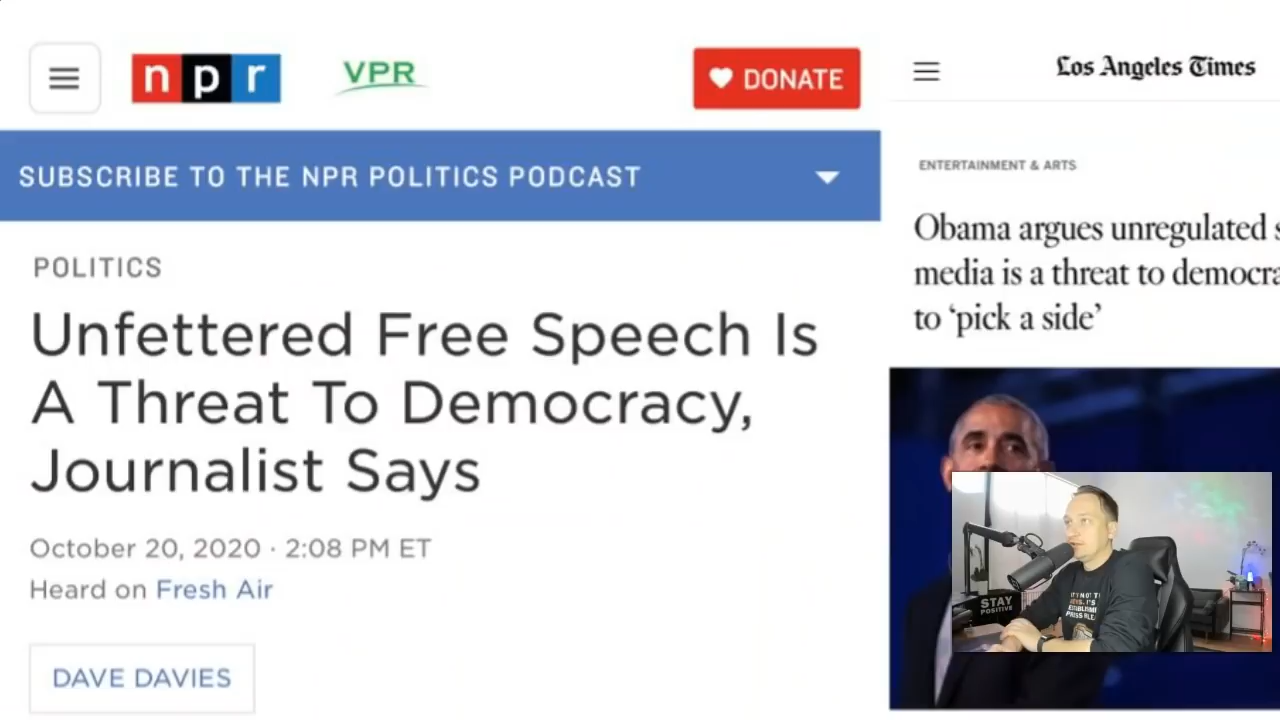 npr
VPR
DONATE
SUBSCRIBE TO THE NPR POLITICS PODCAST
POLITICS
Unfettered Free Speech Is
A Threat To Democracy,
Journalist Says
October 20, 2020 · 2:08 PM ET
Heard on Fresh Air
DAVE DAVIES
Los Angeles Times
ENTERTAINMENT & ARTS
Obama argues unregulated s
media is a threat to democra
to ‘pick a side’
STAY
POSITIVE